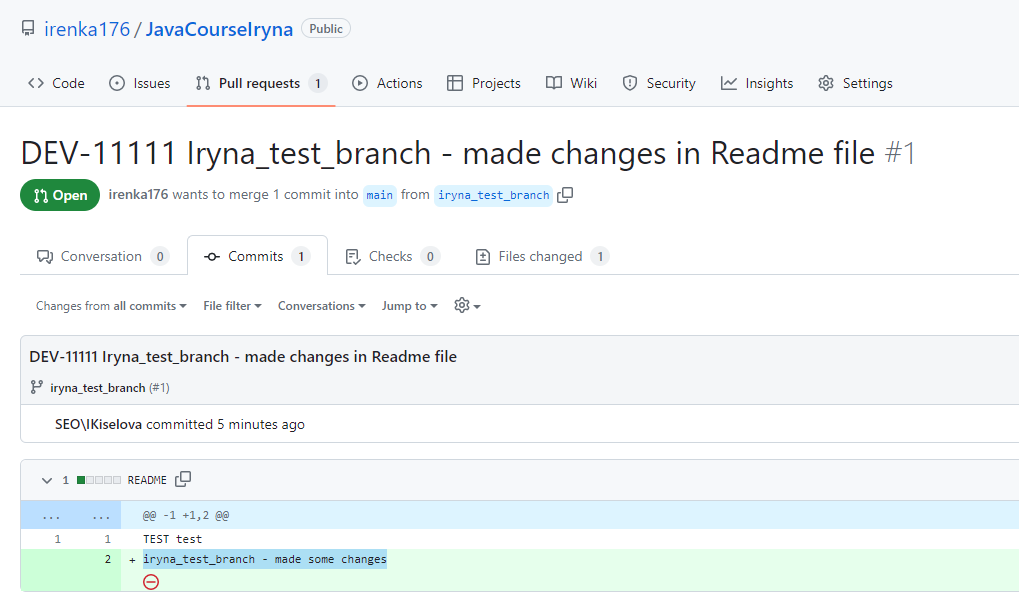 irenka176 / JavaCourseIryna Public
Code Issues Pull requests 1 Actions Projects Wiki Security Insights Settings
DEV-11111 Iryna_test_branch - made changes in Readme file #1
Open irenka176 wants to merge 1 commit into main from iryna_test_branch
Conversation 0 Commits 1 Checks 0 Files changed 1
Changes from all commits File filter Conversations Jump to
DEV-11111 Iryna_test_branch - made changes in Readme file
iryna_test_branch (#1)
SEO\IKiselova committed 5 minutes ago
1 README
... ... @@ -1 +1,2 @@
1 1 TEST test
2 + iryna_test_branch - made some changes